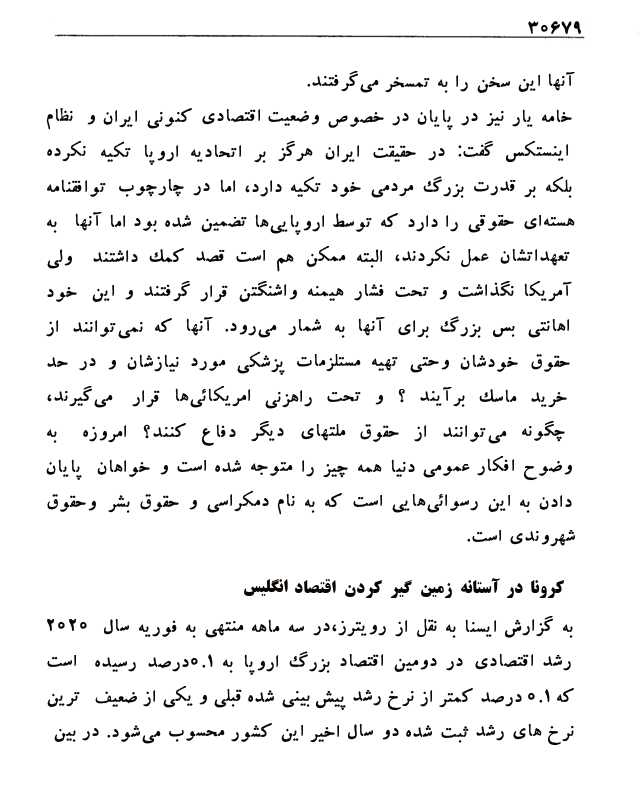 ۳۰۶۷۹
آنها این سخن را به تمسخر می‌گرفتند.
خامه یار نیز در پایان در خصوص وضعیت اقتصادی کنونی ایران و نظام
اینستکس گفت: در حقیقت ایران هرگز بر اتحادیه اروپا تکیه نکرده
بلکه بر قدرت بزرگ مردمی خود تکیه دارد، اما در چارچوب توافقنامه
هسته‌ای حقوقی را دارد که توسط اروپایی‌ها تضمین شده بود اما آنها به
تعهداتشان عمل نکردند، البته ممکن هم است قصد کمک داشتند ولی
آمریکا نگذاشت و تحت فشار هیمنه واشنگتن قرار گرفتند و این خود
اهانتی بس بزرگ برای آنها به شمار می‌رود. آنها که نمی‌توانند از
حقوق خودشان وحتی تهیه مستلزمات پزشکی مورد نیازشان و در حد
خرید ماسک برآیند ؟ و تحت راهزنی امریکائی‌ها قرار می‌گیرند،
چگونه می‌توانند از حقوق ملتهای دیگر دفاع کنند؟ امروزه به
وضوح افکار عمومی دنیا همه چیز را متوجه شده است و خواهان پایان
دادن به این رسوائی‌هایی است که به نام دمکراسی و حقوق بشر وحقوق
شهروندی است.
کرونا در آستانه زمین گیر کردن اقتصاد انگلیس
به گزارش ایسنا به نقل از رویترز،در سه ماهه منتهی به فوریه سال ۲۰۲۰
رشد اقتصادی در دومین اقتصاد بزرگ اروپا به ۰.۱درصد رسیده است
که ۰.۱ درصد کمتر از نرخ رشد پیش بینی شده قبلی و یکی از ضعیف ترین
نرخ های رشد ثبت شده دو سال اخیر این کشور محسوب می‌شود. در بین